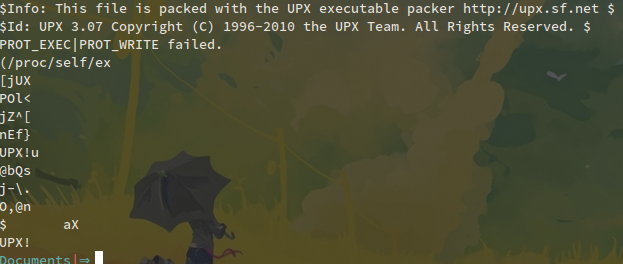 $Info: This file is packed with the UPX executable packer http://upx.sf.net $
$Id: UPX 3.07 Copyright (C) 1996-2010 the UPX Team. All Rights Reserved. $
PROT_EXEC|PROT_WRITE failed.
(/proc/self/ex
[jUX
POl<
jZ^[
nEf}
UPX!u
@bQs
j-\.
O,@n
$       aX
UPX!
Documents|⇒